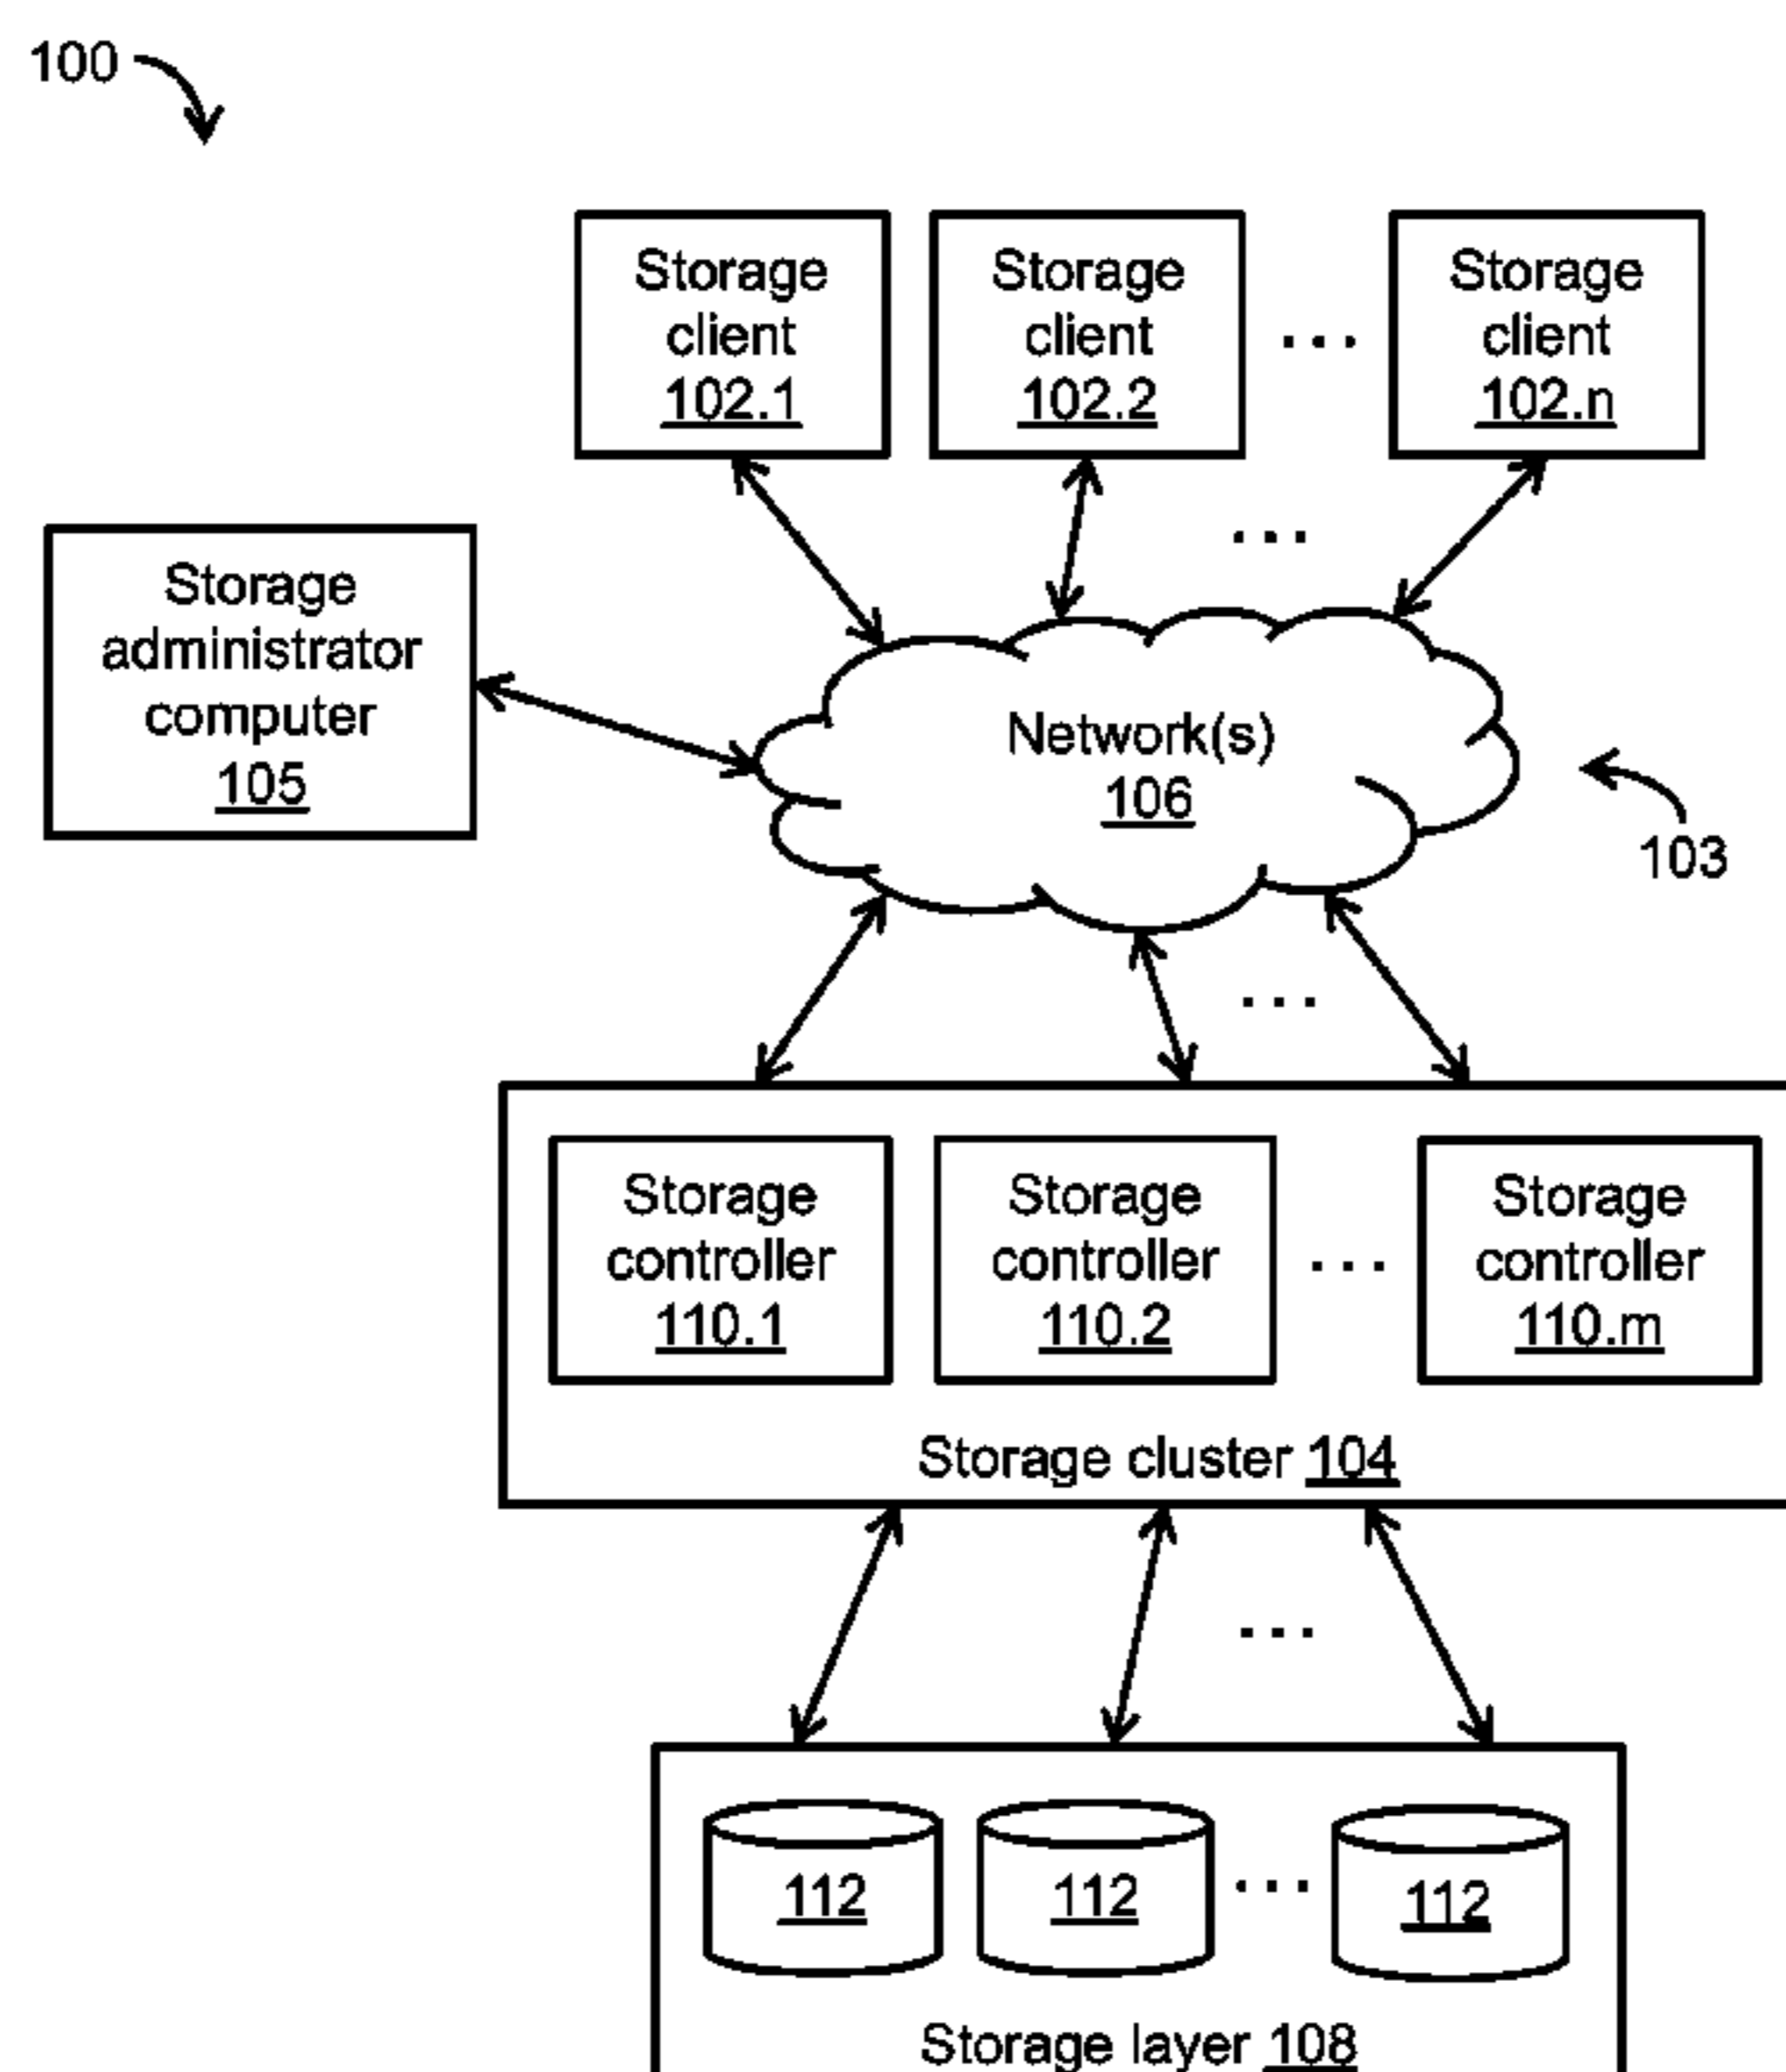 100
Storage
client
102.1
Storage
client
102.2
...
Storage
client
102.n
...
Storage
administrator
computer
105
Network(s)
106
103
...
Storage
controller
110.1
Storage
controller
110.2
...
Storage
controller
110.m
Storage cluster 104
...
112
112
...
112
Storage layer 108